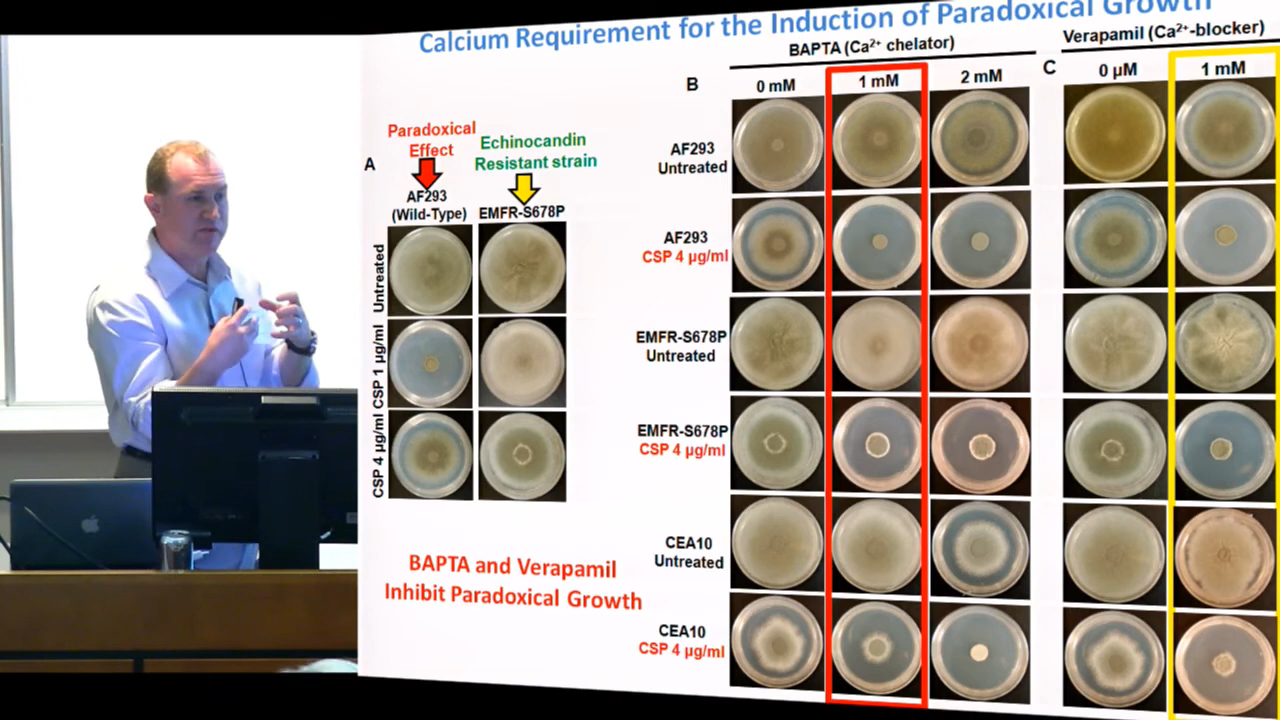 Calcium Requirement for the Induction of Paradoxical Growth
BAPTA (Ca²⁺ chelator)
Verapamil (Ca²⁺-blocker)
B
0 mM
1 mM
2 mM
C
0 µM
1 mM
A
Paradoxical
Effect
Echinocandin
Resistant strain
AF293
(Wild-Type)
EMFR-S678P
Untreated
CSP 1 µg/ml
CSP 4 µg/ml
AF293
Untreated
AF293
CSP 4 µg/ml
EMFR-S678P
Untreated
EMFR-S678P
CSP 4 µg/ml
CEA10
Untreated
CEA10
CSP 4 µg/ml
BAPTA and Verapamil
Inhibit Paradoxical Growth